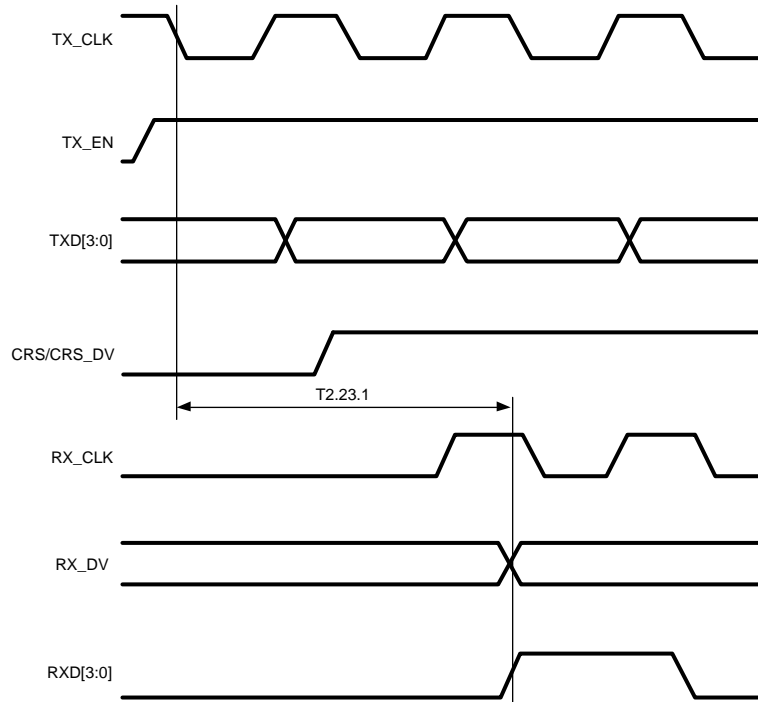 TX_CLK
TX_EN
TXD[3:0]
CRS/CRS_DV
T2.23.1
RX_CLK
RX_DV
RXD[3:0]